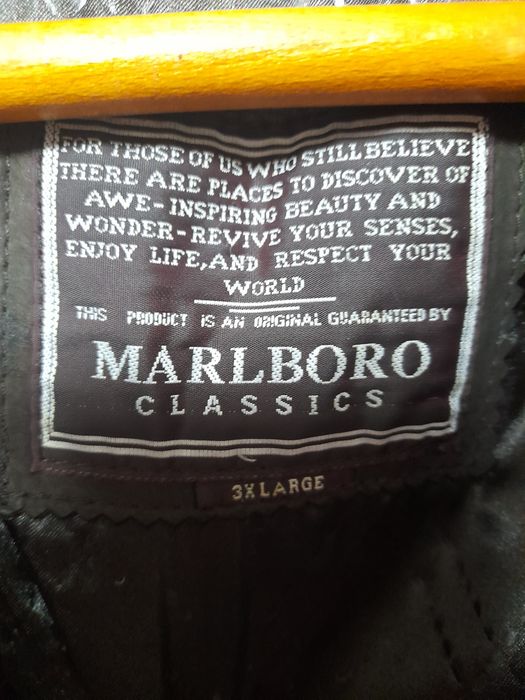 FOR THOSE OF US WHO STILL BELIEVE
THERE ARE PLACES TO DISCOVER OF
AWE-INSPIRING BEAUTY AND
WONDER-REVIVE YOUR SENSES,
ENJOY LIFE, AND RESPECT YOUR
WORLD
THIS PRODUCT IS AN ORIGINAL GUARANTEED BY
MARLBORO
CLASSICS
3XLARGE